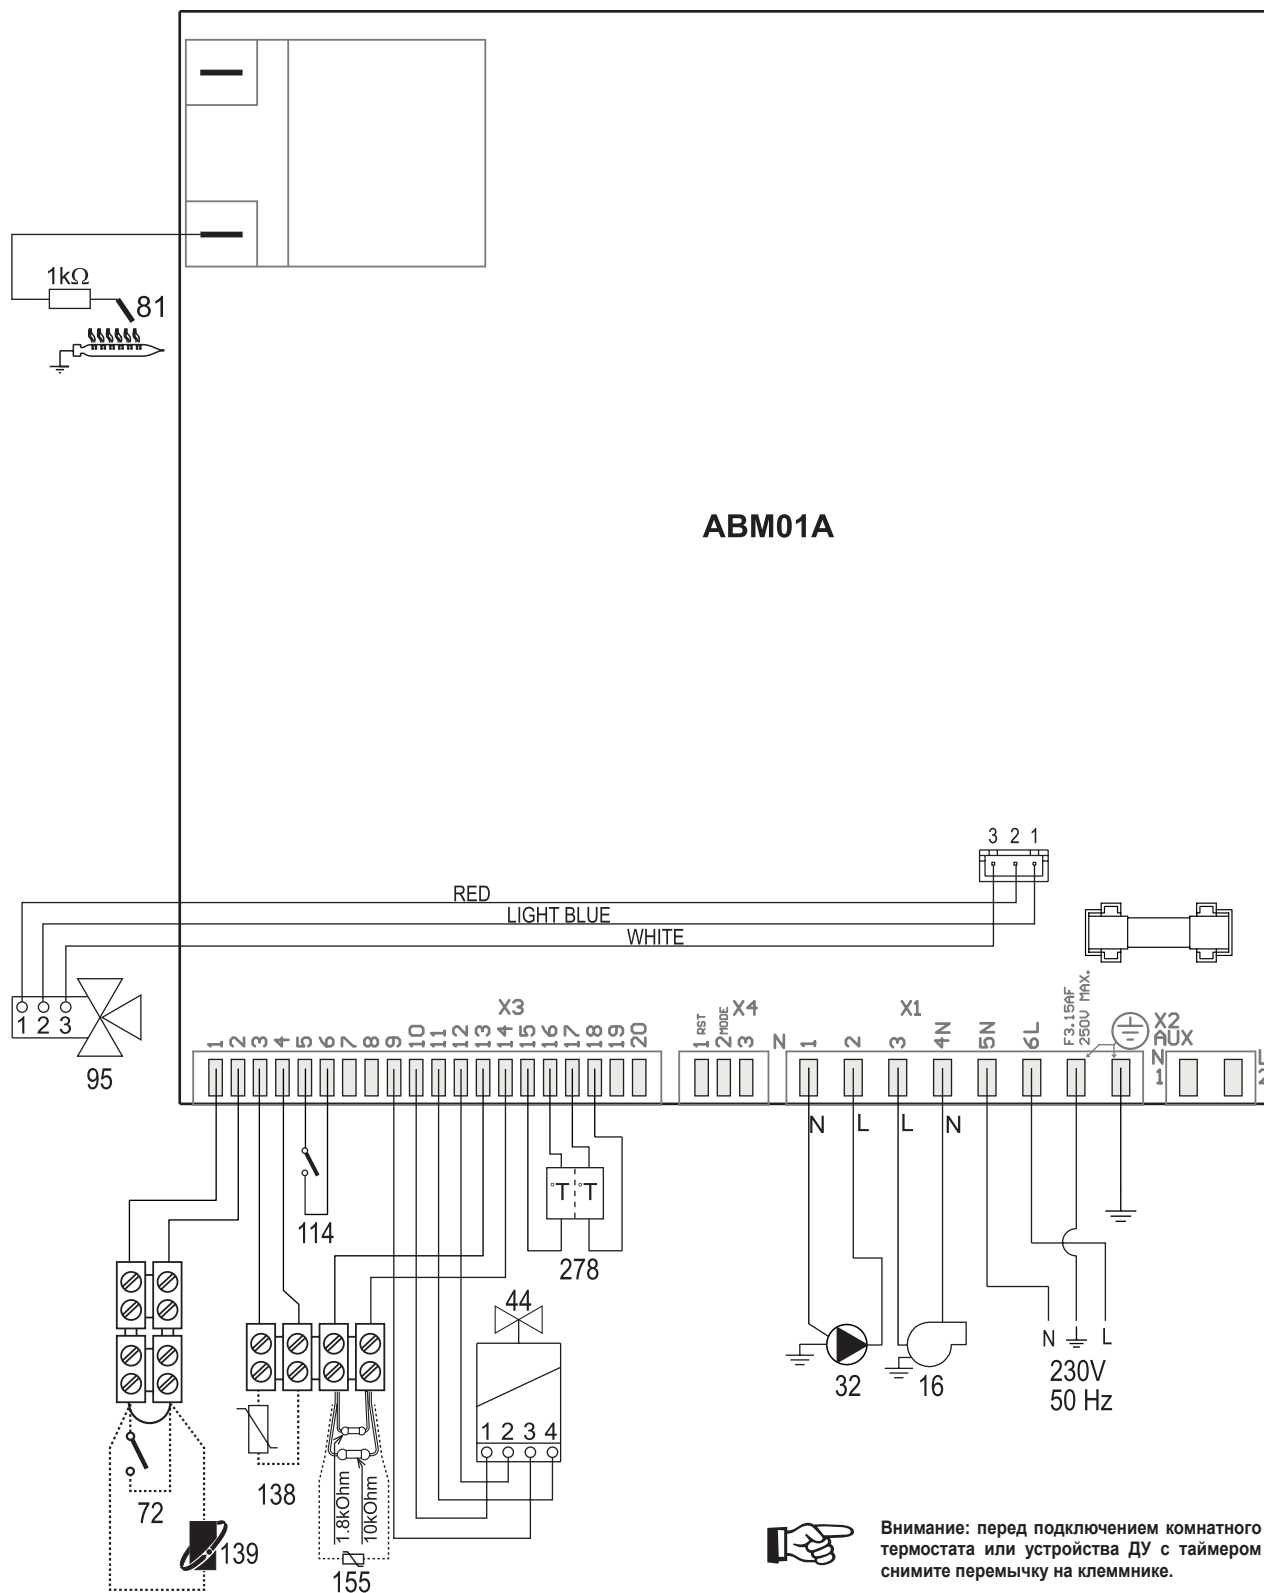 1kΩ
81
ABM01A
3 2 1
RED
LIGHT BLUE
WHITE
1 2 3
95
X3
1 2 3 4 5 6 7 8 9 10 11 12 13 14 15 16 17 18 19 20
X4
1 RST
2 MODE
3
Z
X1
1 2 3 4N 5N 6L
F3.15AF
250V MAX.
X2
AUX
N
1
L
2
N L L N
114
278
44
1 2 3 4
32
16
N L
230V
50 Hz
72
139
138
1.8kOhm
10kOhm
155
°T °T
Внимание: перед подключением комнатного
термостата или устройства ДУ с таймером
снимите перемычку на клеммнике.